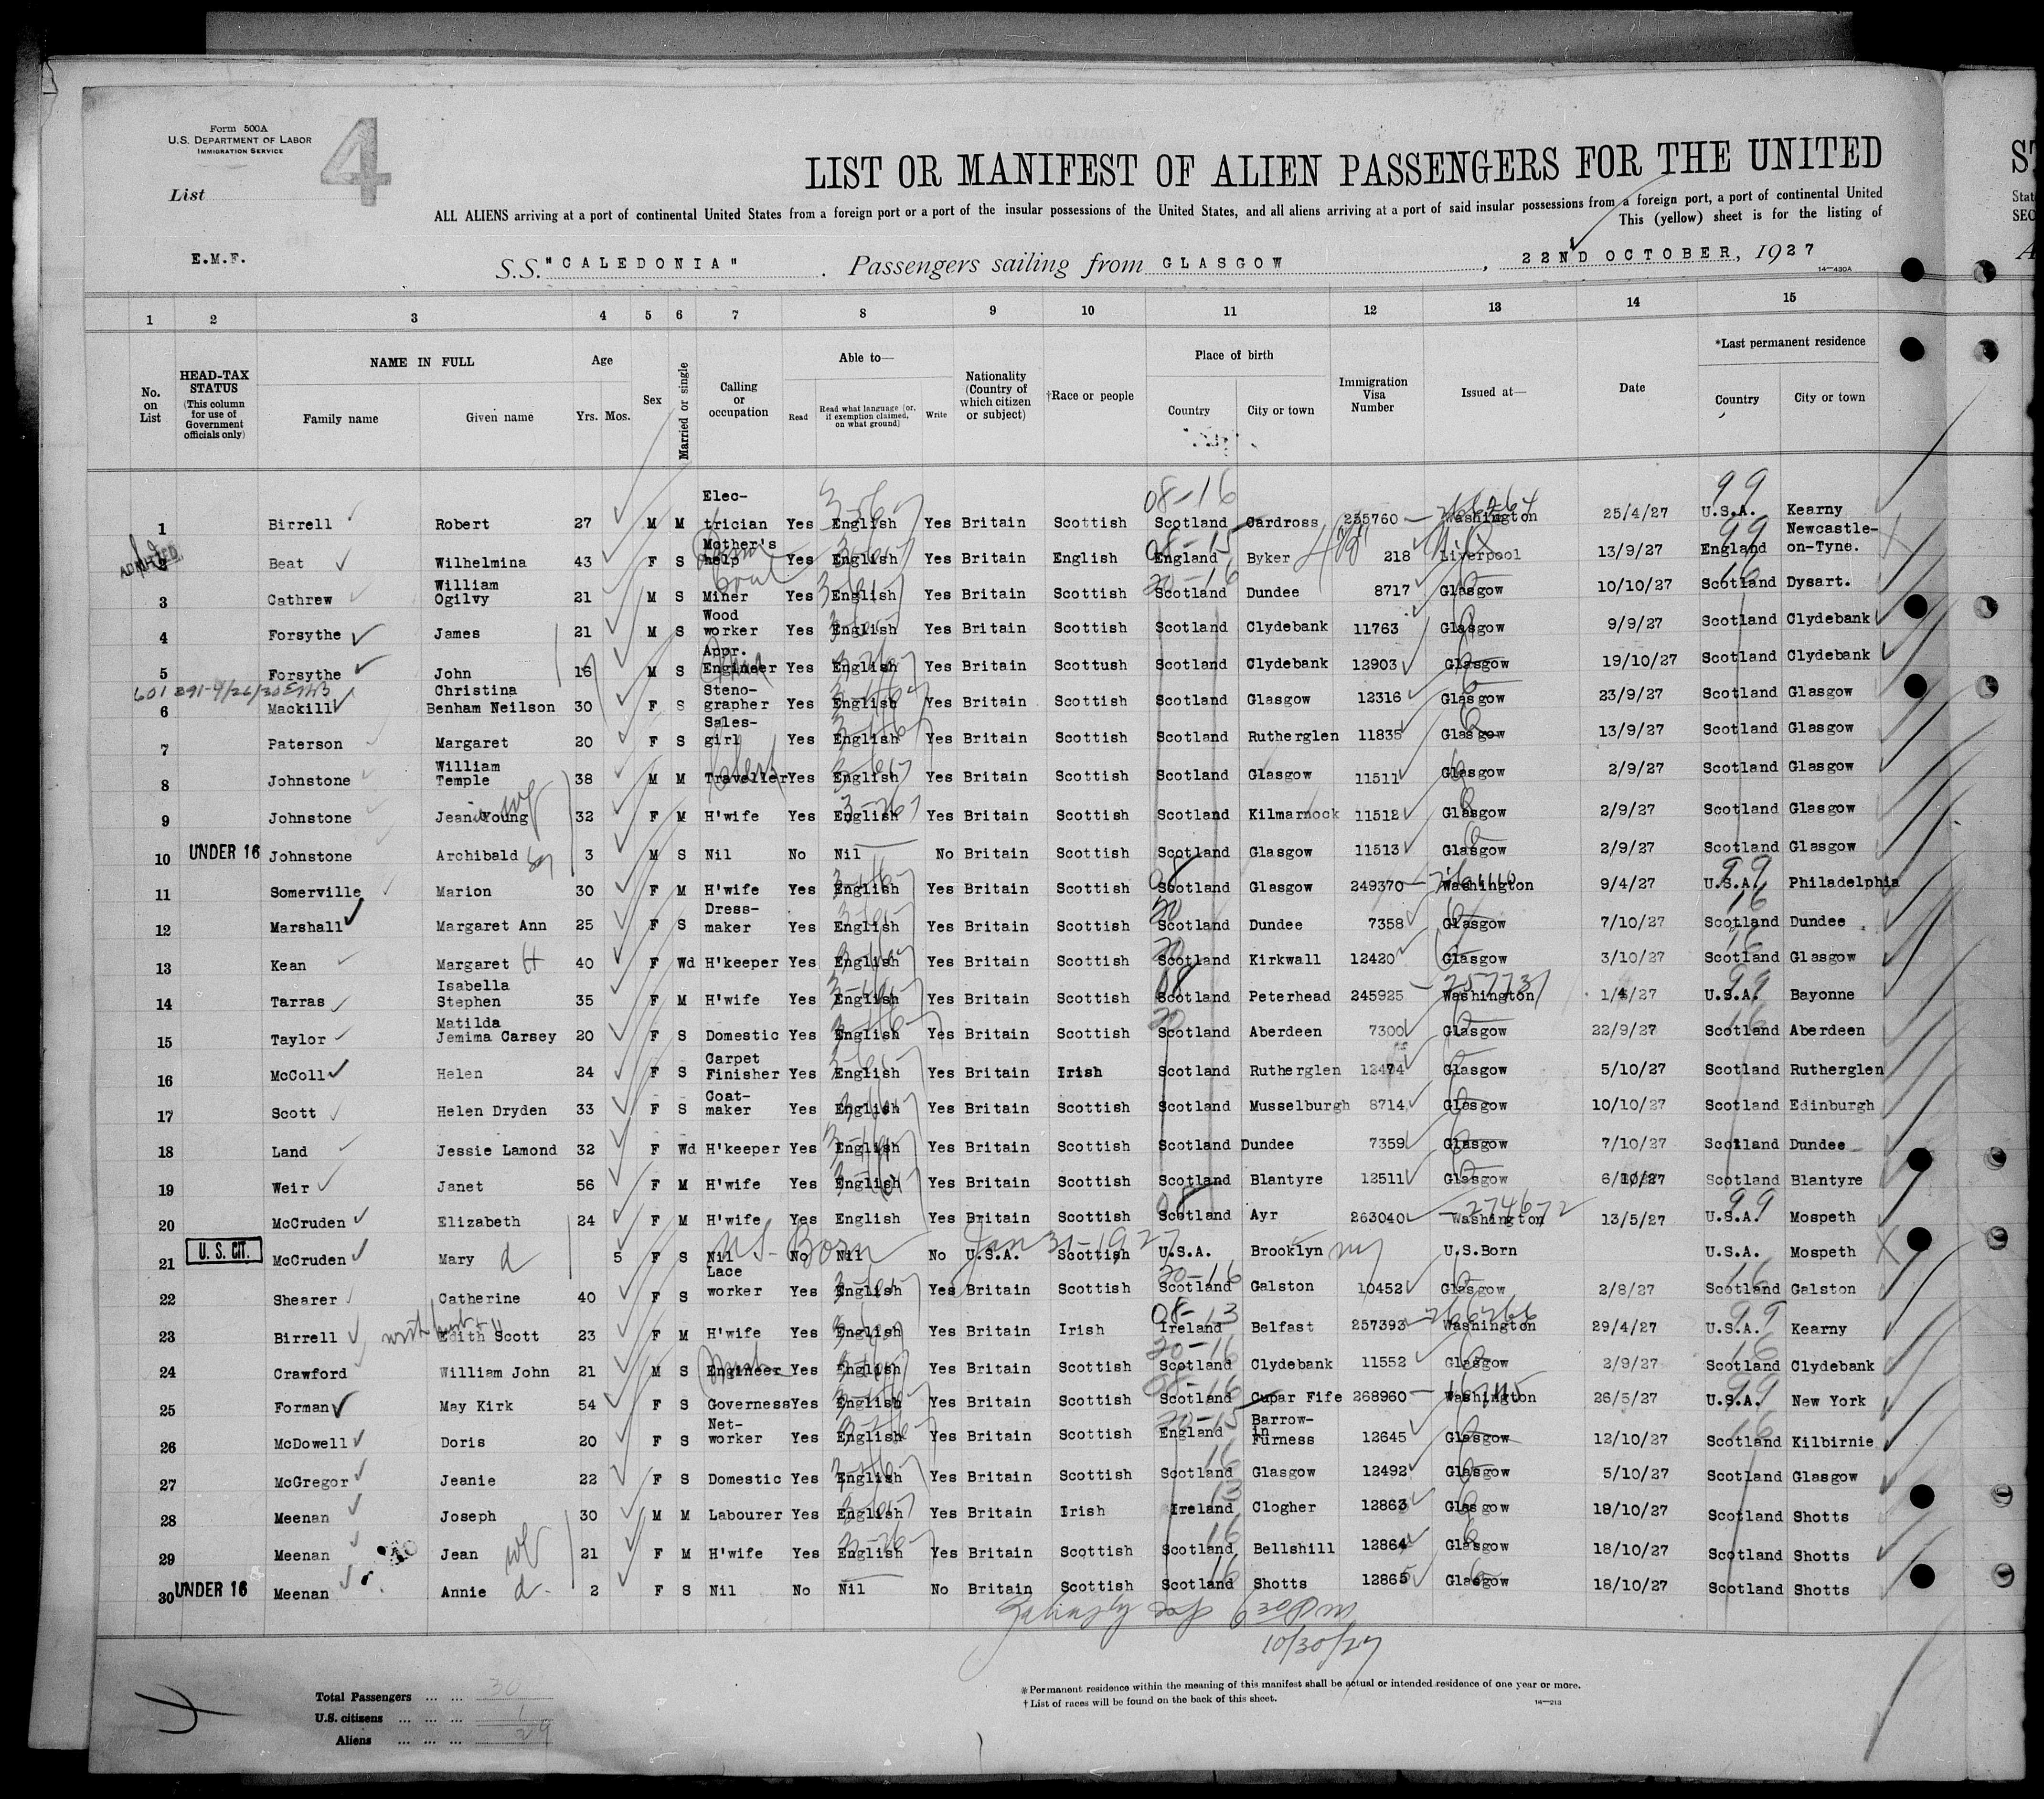 Form 500A
U.S. DEPARTMENT OF LABOR
IMMIGRATION SERVICE
4
List
LIST OR MANIFEST OF ALIEN PASSENGERS FOR THE UNITED
ALL ALIENS arriving at a port of continental United States from a foreign port or a port of the insular possessions of the United States, and all aliens arriving at a port of said insular possessions from a foreign port, a port of continental United
This (yellow) sheet is for the listing of
E.M.F.
S.S. "CALEDONIA" . Passengers sailing from GLASGOW , 22ND OCTOBER, 1927
14—430A
1 2 3 4 5 6 7 8 9 10 11 12 13 14 15
No. on List
HEAD-TAX STATUS (This column for use of Government officials only)
NAME IN FULL Family name Given name
Age Yrs. Mos.
Sex
Married or single
Calling or occupation
Able to— Read Read what language (or, if exemption claimed, on what ground) Write
Nationality (Country of which citizen or subject)
†Race or people
Place of birth Country City or town
Immigration Visa Number
Issued at—
Date
*Last permanent residence Country City or town
08-16 99
1 Birrell Robert 27 M M Elec-trician Yes English Yes Britain Scottish Scotland Cardross 235760 Washington 25/4/27 U.S.A. Kearny
ADMITTED
2 Beat Wilhelmina 43 F S Mother's help Yes English Yes Britain English England Byker 218 Liverpool 13/9/27 England Newcastle-on-Tyne.
3 Cathrew William Ogilvy 21 M S Miner Yes English Yes Britain Scottish Scotland Dundee 8717 Glasgow 10/10/27 Scotland Dysart.
4 Forsythe James 21 M S Wood worker Yes English Yes Britain Scottish Scotland Clydebank 11763 Glasgow 9/9/27 Scotland Clydebank
5 Forsythe John 16 M S Appr. Engineer Yes English Yes Britain Scottush Scotland Clydebank 12903 Glasgow 19/10/27 Scotland Clydebank
6 Mackill Christina Benham Neilson 30 F S Steno-grapher Yes English Yes Britain Scottish Scotland Glasgow 12316 Glasgow 23/9/27 Scotland Glasgow
7 Paterson Margaret 20 F S Sales-girl Yes English Yes Britain Scottish Scotland Rutherglen 11835 Glasgow 13/9/27 Scotland Glasgow
8 Johnstone William Temple 38 M M Traveller Yes English Yes Britain Scottish Scotland Glasgow 11511 Glasgow 2/9/27 Scotland Glasgow
9 Johnstone Jeanie Young wf 32 F M H'wife Yes English Yes Britain Scottish Scotland Kilmarnock 11512 Glasgow 2/9/27 Scotland Glasgow
10 UNDER 16 Johnstone Archibald 3 M S Nil No Nil No Britain Scottish Scotland Glasgow 11513 Glasgow 2/9/27 Scotland Glasgow
11 Somerville Marion 30 F M H'wife Yes English Yes Britain Scottish Scotland Glasgow 249370 Washington 9/4/27 U.S.A. Philadelphia
12 Marshall Margaret Ann 25 F S Dress-maker Yes English Yes Britain Scottish Scotland Dundee 7358 Glasgow 7/10/27 Scotland Dundee
13 Kean Margaret H 40 F Wd H'keeper Yes English Yes Britain Scottish Scotland Kirkwall 12420 Glasgow 3/10/27 Scotland Glasgow
14 Tarras Isabella Stephen 35 F M H'wife Yes English Yes Britain Scottish Scotland Peterhead 245925 Washington 1/4/27 U.S.A. Bayonne
15 Taylor Matilda Jemima Carsey 20 F S Domestic Yes English Yes Britain Scottish Scotland Aberdeen 7300 Glasgow 22/9/27 Scotland Aberdeen
16 McColl Helen 24 F S Carpet Finisher Yes English Yes Britain Irish Scotland Rutherglen 12474 Glasgow 5/10/27 Scotland Rutherglen
17 Scott Helen Dryden 33 F S Coat-maker Yes English Yes Britain Scottish Scotland Musselburgh 8714 Glasgow 10/10/27 Scotland Edinburgh
18 Land Jessie Lamond 32 F Wd H'keeper Yes English Yes Britain Scottish Scotland Dundee 7359 Glasgow 7/10/27 Scotland Dundee
19 Weir Janet 56 F M H'wife Yes English Yes Britain Scottish Scotland Blantyre 12511 Glasgow 6/10/27 Scotland Blantyre
20 McCruden Elizabeth 24 F M H'wife Yes English Yes Britain Scottish Scotland Ayr 263040 Washington 274672 13/5/27 U.S.A. Mospeth
21 U.S. CIT. McCruden Mary d 5 F S Nil No Nil No U.S.A. Scottish U.S.A. Brooklyn ny U.S.Born U.S.A. Mospeth
US-Born Jan 31-1927
22 Shearer Catherine 40 F S Lace worker Yes English Yes Britain Scottish Scotland Galston 10452 Glasgow 2/8/27 Scotland Galston
23 Birrell Edith Scott 23 F M H'wife Yes English Yes Britain Irish Ireland Belfast 257393 Washington 29/4/27 U.S.A. Kearny
24 Crawford William John 21 M S Engineer Yes English Yes Britain Scottish Scotland Clydebank 11552 Glasgow 2/9/27 Scotland Clydebank
25 Forman May Kirk 54 F S Governess Yes English Yes Britain Scottish Scotland Cupar Fife 268960 Washington 26/5/27 U.S.A. New York
26 McDowell Doris 20 F S Net-worker Yes English Yes Britain Scottish England Barrow-in Furness 12645 Glasgow 12/10/27 Scotland Kilbirnie
27 McGregor Jeanie 22 F S Domestic Yes English Yes Britain Scottish Scotland Glasgow 12492 Glasgow 5/10/27 Scotland Glasgow
28 Meenan Joseph 30 M M Labourer Yes English Yes Britain Irish Ireland Clogher 12863 Glasgow 18/10/27 Scotland Shotts
29 Meenan Jean wf 21 F M H'wife Yes English Yes Britain Scottish Scotland Bellshill 12864 Glasgow 18/10/27 Scotland Shotts
30 UNDER 16 Meenan Annie d 2 F S Nil No Nil No Britain Scottish Scotland Shotts 12865 Glasgow 18/10/27 Scotland Shotts
10/30/27
Total Passengers ... ... 30
U.S. citizens ... ... ... 1
Aliens ... ... ... 29
*Permanent residence within the meaning of this manifest shall be actual or intended residence of one year or more.
†List of races will be found on the back of this sheet.
14—213